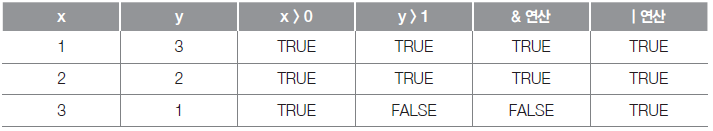 x y x > 0 y > 1 & 연산 | 연산
1 3 TRUE TRUE TRUE TRUE
2 2 TRUE TRUE TRUE TRUE
3 1 TRUE FALSE FALSE TRUE